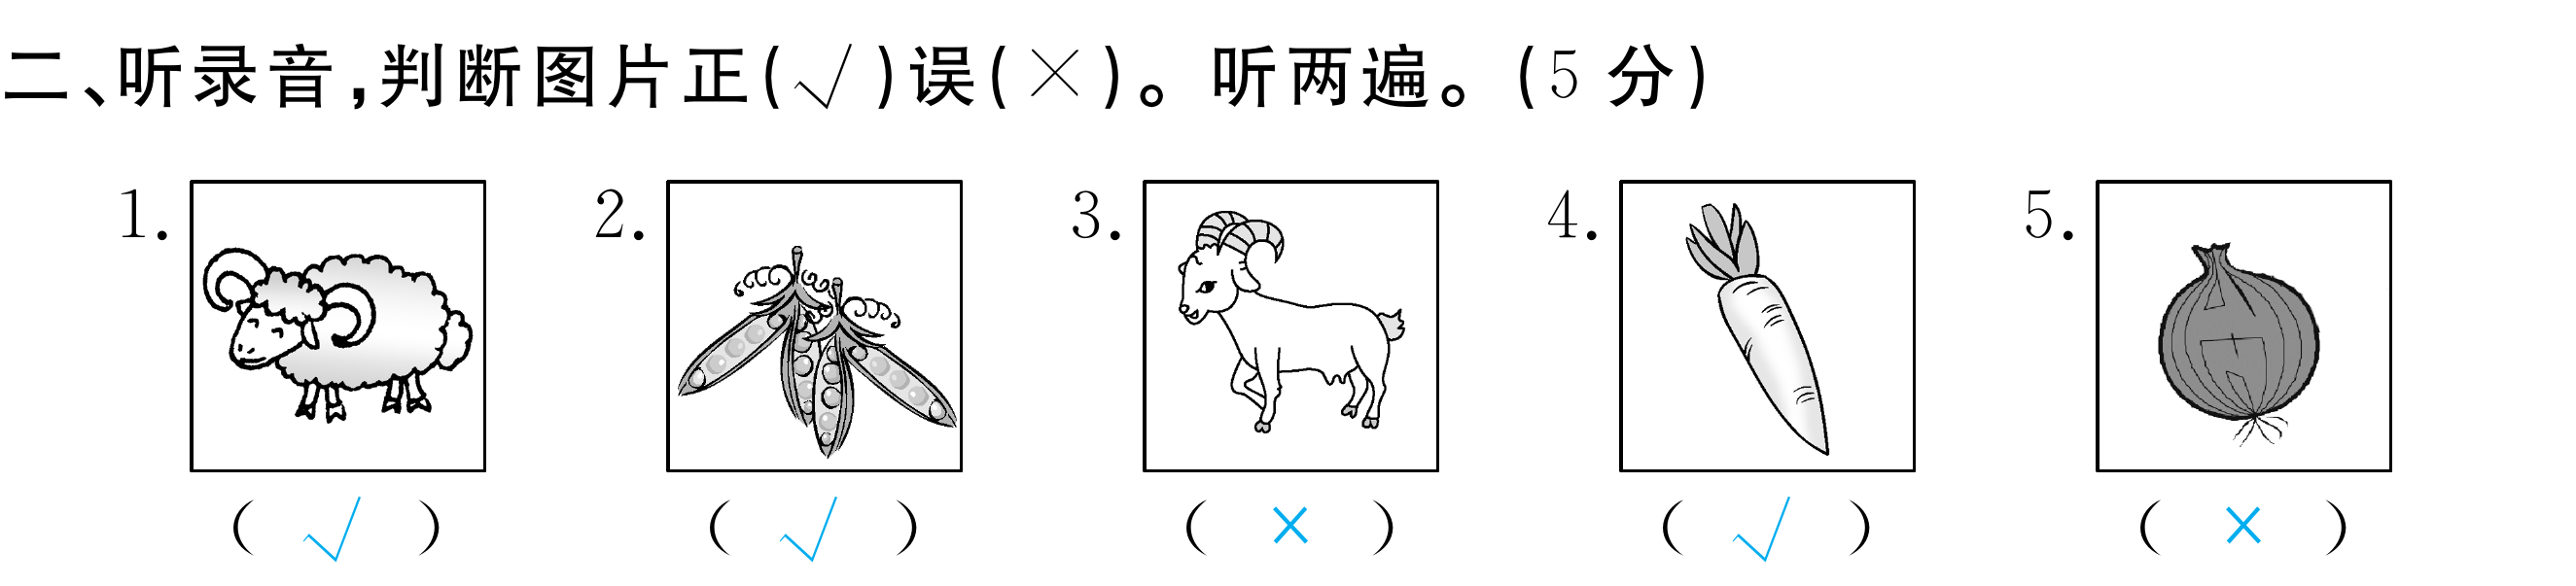 二、听录音,判断图片正(√)误(×)。听两遍。(5 分)
1. 2. 3. 4. 5.
( √ ) ( √ ) ( × ) ( √ ) ( × )